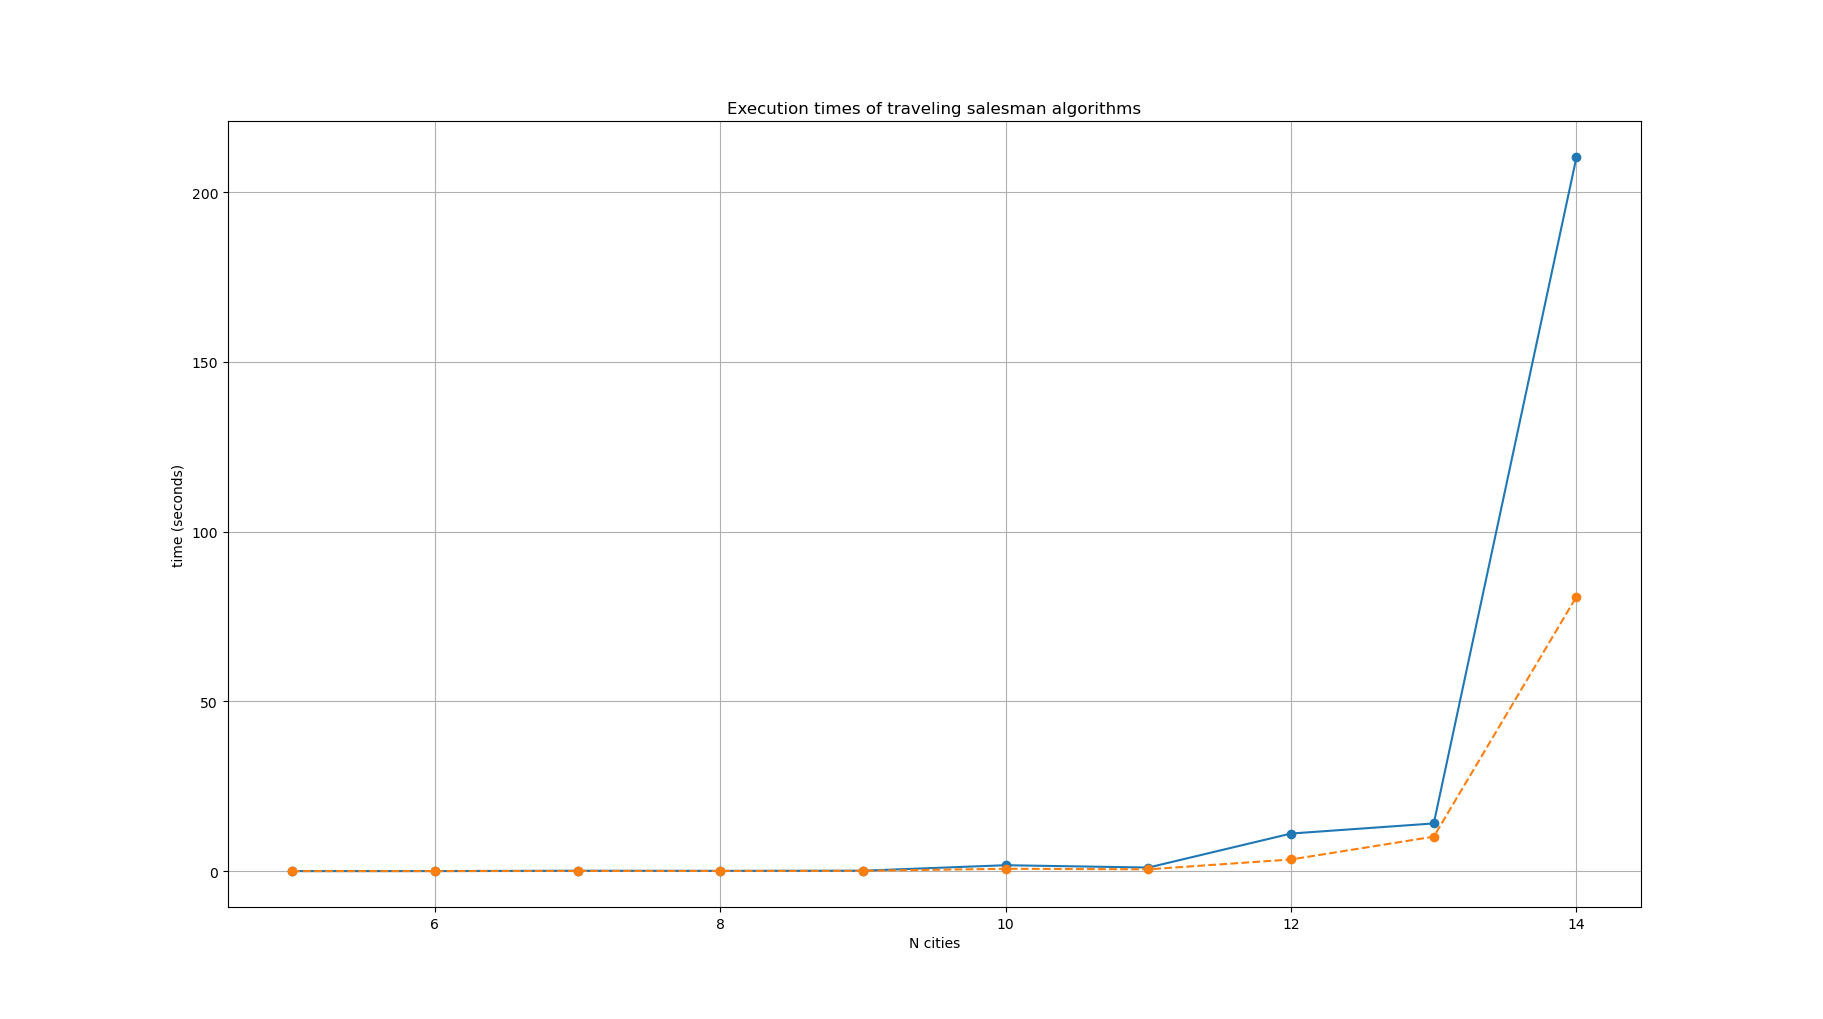 Execution times of traveling salesman algorithms
200
150
100
50
0
time (seconds)
6 8 10 12 14
N cities